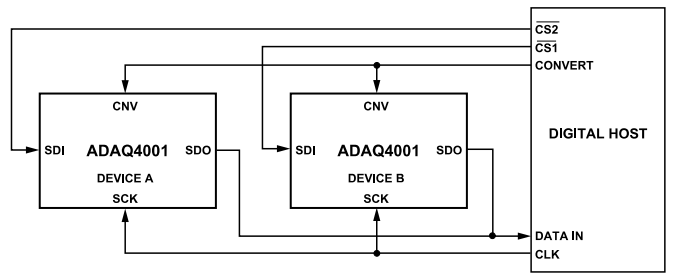 CS2
CS1
CONVERT
CNV
CNV
DIGITAL HOST
SDI
ADAQ4001
SDO
SDI
ADAQ4001
SDO
DEVICE A
DEVICE B
SCK
SCK
DATA IN
CLK